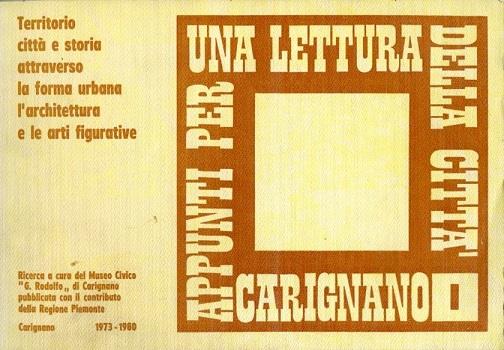 Territorio
città e storia
attraverso
la forma urbana
l'architettura
e le arti figurative
APPUNTI PER
UNA LETTURA
DELLA CITTA'
CARIGNANO
Ricerca a cura del Museo Civico
"G. Rodolfo„ di Carignano
pubblicata con il contributo
della Regione Piemonte
Carignano 1973-1980